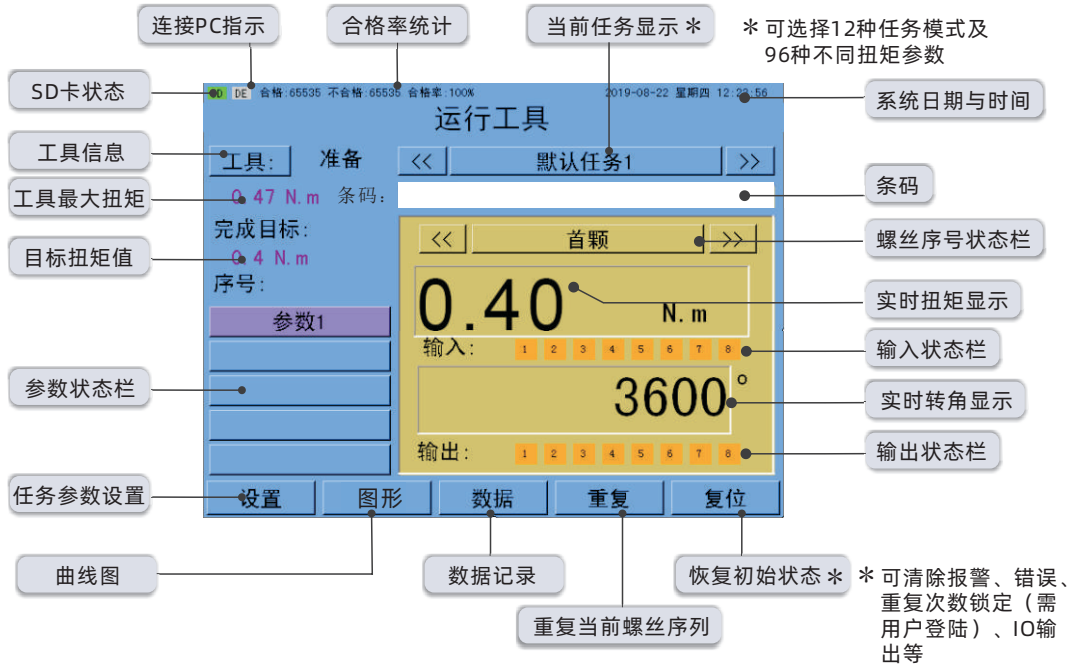 连接PC指示
合格率统计
当前任务显示＊
＊可选择12种任务模式及
96种不同扭矩参数
SD卡状态
DE 合格:65535 不合格:65535 合格率:100%
2019-08-22 星期四 12:23:56
系统日期与时间
运行工具
工具信息
工具:
准备
<<
默认任务1
>>
工具最大扭矩
0.47 N.m
条码:
条码
完成目标:
<<
首颗
>>
螺丝序号状态栏
目标扭矩值
0.4 N.m
序号:
0.40
N.m
实时扭矩显示
参数1
输入:
1 2 3 4 5 6 7 8
输入状态栏
参数状态栏
3600°
实时转角显示
输出:
1 2 3 4 5 6 7 8
输出状态栏
任务参数设置
设置
图形
数据
重复
复位
曲线图
数据记录
恢复初始状态＊
＊可清除报警、错误、
重复次数锁定（需
用户登陆）、IO输
出等
重复当前螺丝序列